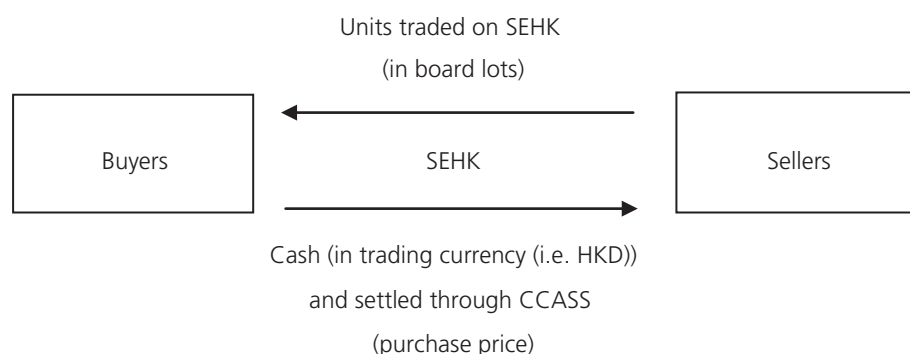 Units traded on SEHK
(in board lots)
Buyers
SEHK
Sellers
Cash (in trading currency (i.e. HKD))
and settled through CCASS
(purchase price)